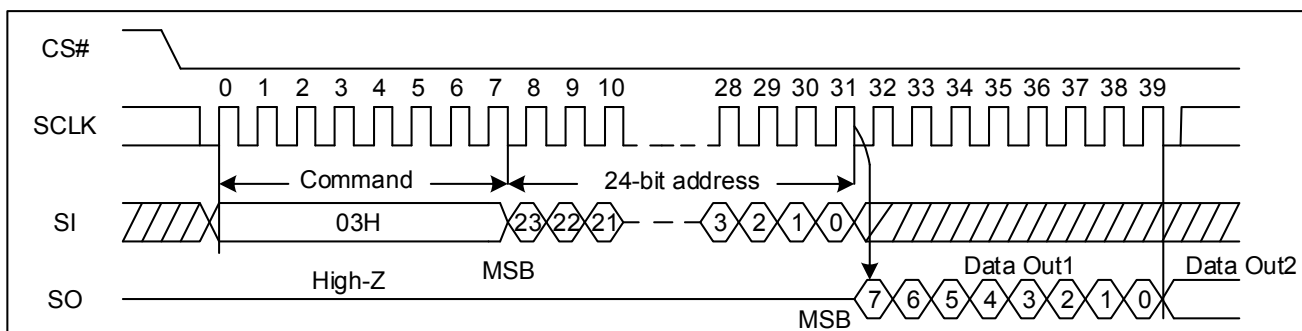 CS#
0 1 2 3 4 5 6 7 8 9 10 28 29 30 31 32 33 34 35 36 37 38 39
SCLK
Command 24-bit address
SI 03H 23 22 21 3 2 1 0
High-Z MSB Data Out1 Data Out2
SO 7 6 5 4 3 2 1 0
MSB